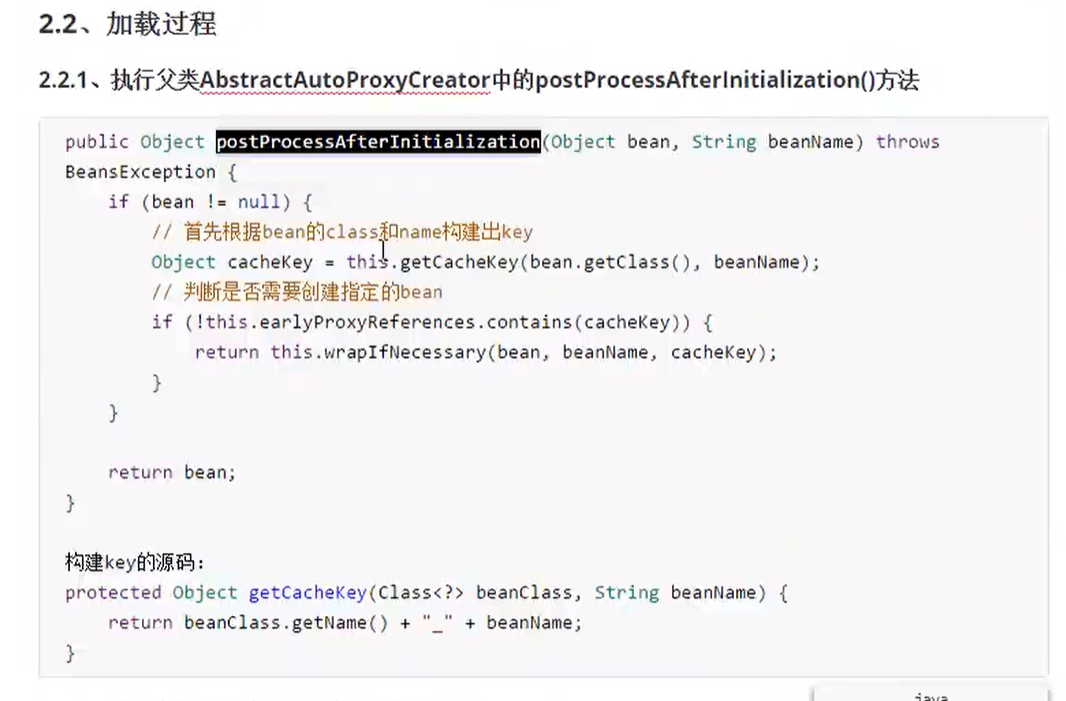 2.2、加载过程
2.2.1、执行父类AbstractAutoProxyCreator中的postProcessAfterInitialization()方法
public Object postProcessAfterInitialization(Object bean, String beanName) throws
BeansException {
    if (bean != null) {
        // 首先根据bean的class和name构建出key
        Object cacheKey = this.getCacheKey(bean.getClass(), beanName);
        // 判断是否需要创建指定的bean
        if (!this.earlyProxyReferences.contains(cacheKey)) {
            return this.wrapIfNecessary(bean, beanName, cacheKey);
        }
    }
    return bean;
}
构建key的源码:
protected Object getCacheKey(Class<?> beanClass, String beanName) {
    return beanClass.getName() + "_" + beanName;
}
java